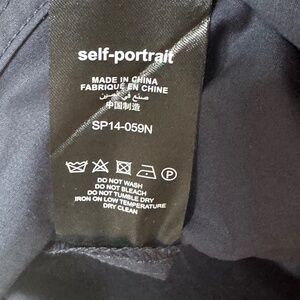 self-portrait
MADE IN CHINA
FABRIQUÉ EN CHINE
صنع في الصين
中国制造
SP14-059N
DO NOT WASH
DO NOT BLEACH
DO NOT TUMBLE DRY
IRON ON LOW TEMPERATURE
DRY CLEAN